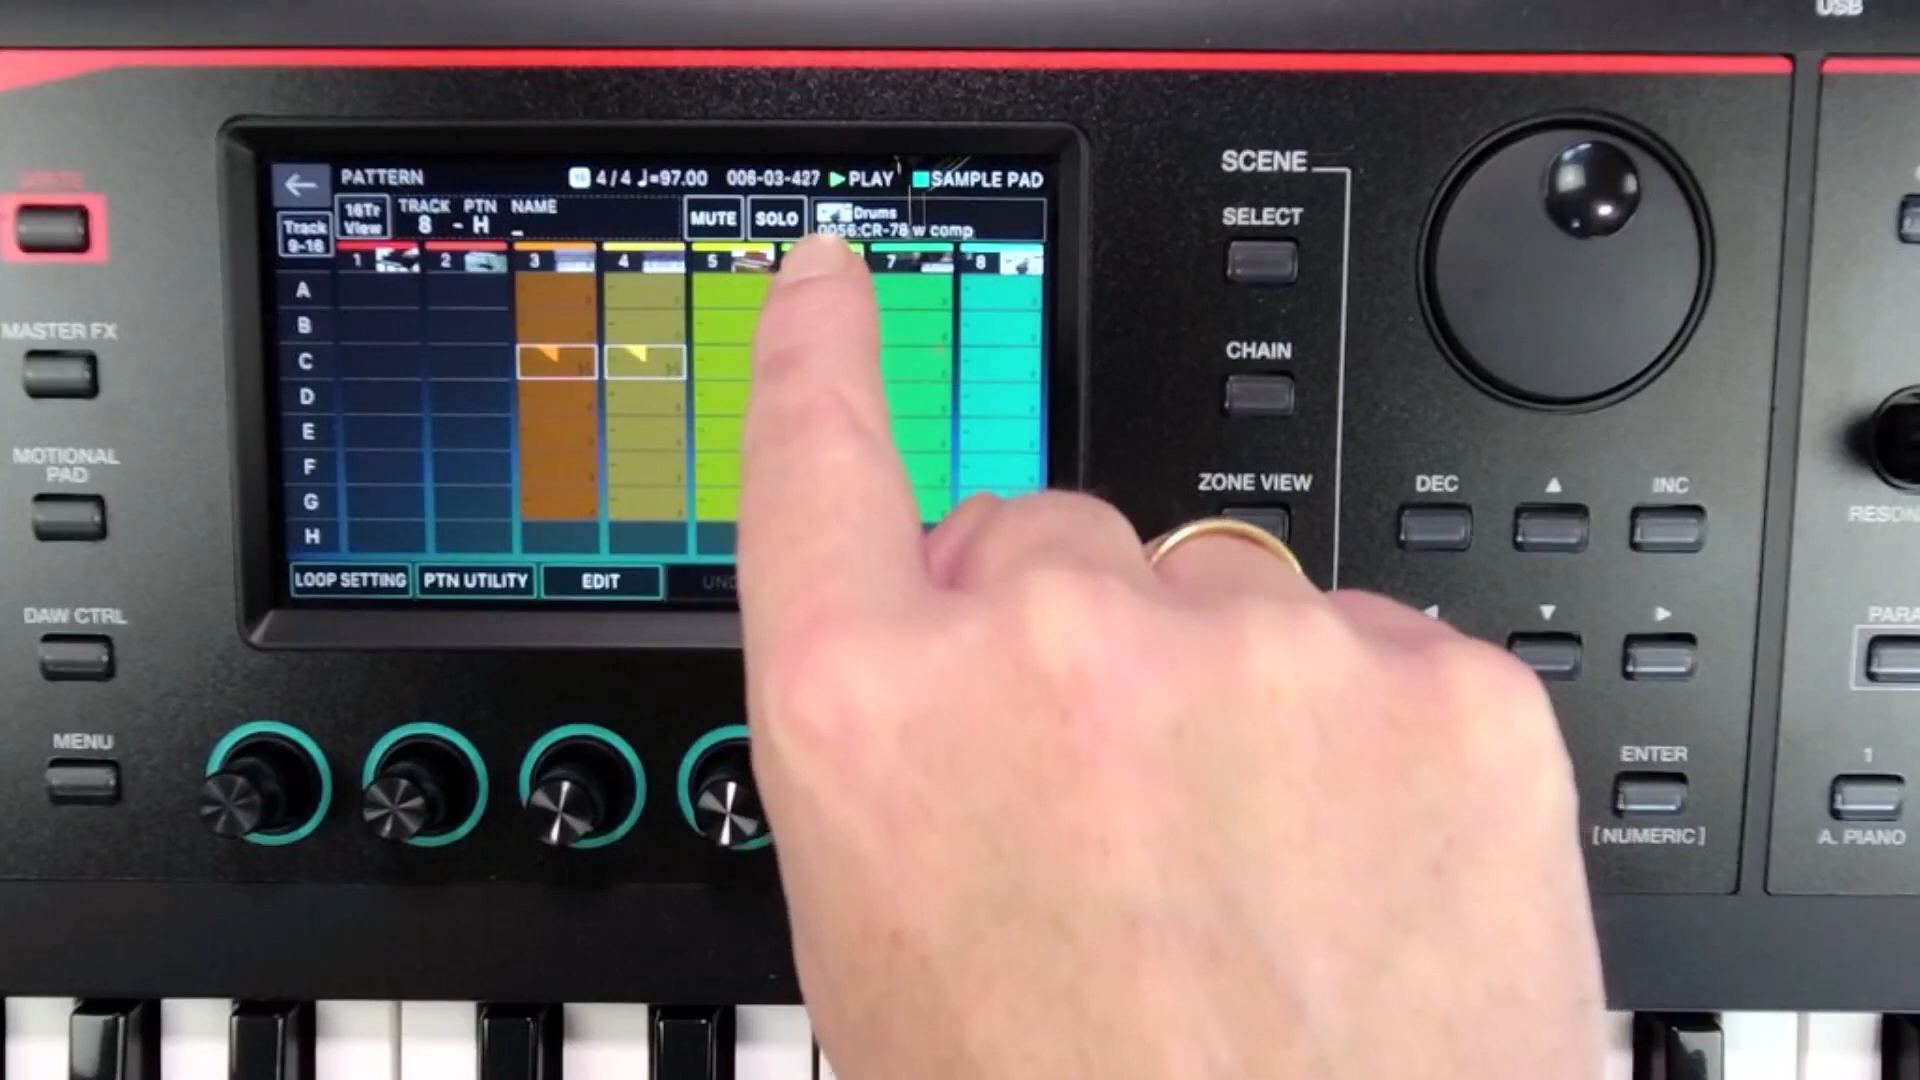 USB
SCENE
SELECT
CHAIN
ZONE VIEW
MASTER FX
MOTIONAL
PAD
DAW CTRL
MENU
PATTERN
4/4 ♩=97.00 006-03-427 ▶PLAY SAMPLE PAD
Track
9-16
16Tr
View
TRACK PTN NAME
8 - H _
MUTE SOLO
Drums
0056:CR-78 w comp
1 2 3 4 5 7 8
A
B
C
D
E
F
G
H
LOOP SETTING PTN UTILITY EDIT
DEC ▲ INC
▼ ▶
ENTER
[NUMERIC]
1
A. PIANO